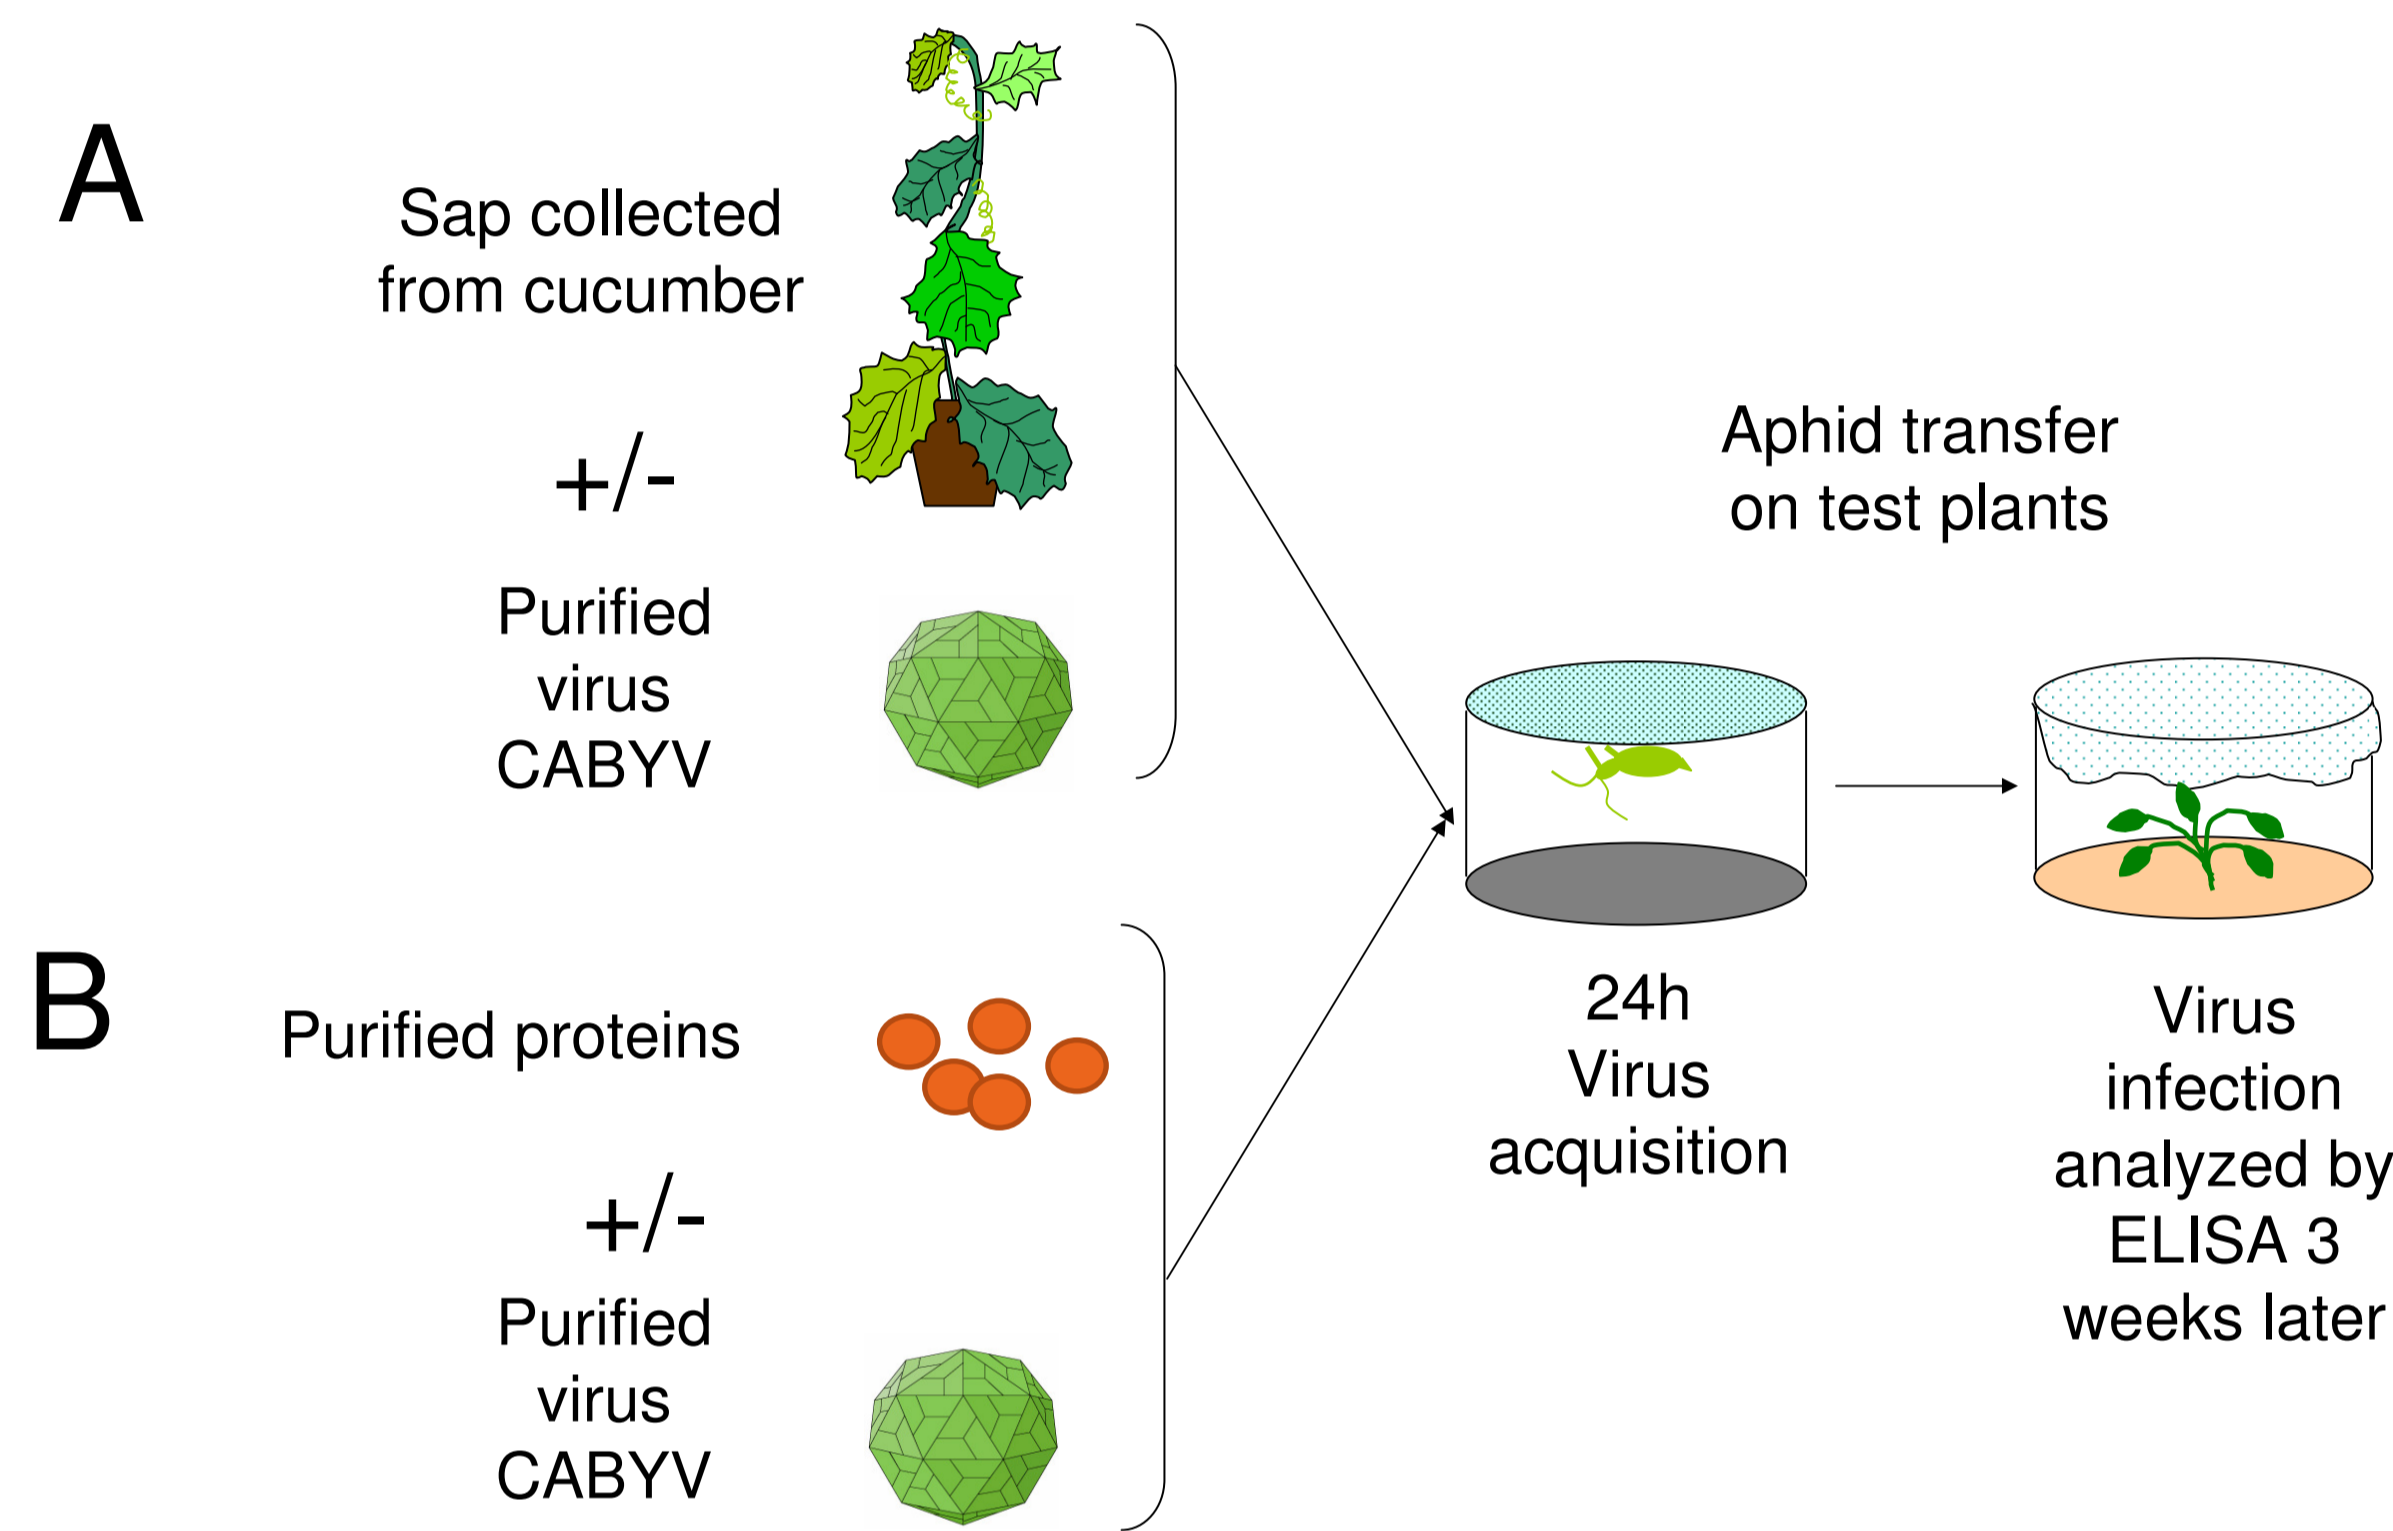 A
Sap collected
from cucumber
+/-
Purified
virus
CABYV
B
Purified proteins
+/-
Purified
virus
CABYV
Aphid transfer
on test plants
24h
Virus
acquisition
Virus
infection
analyzed by
ELISA 3
weeks later